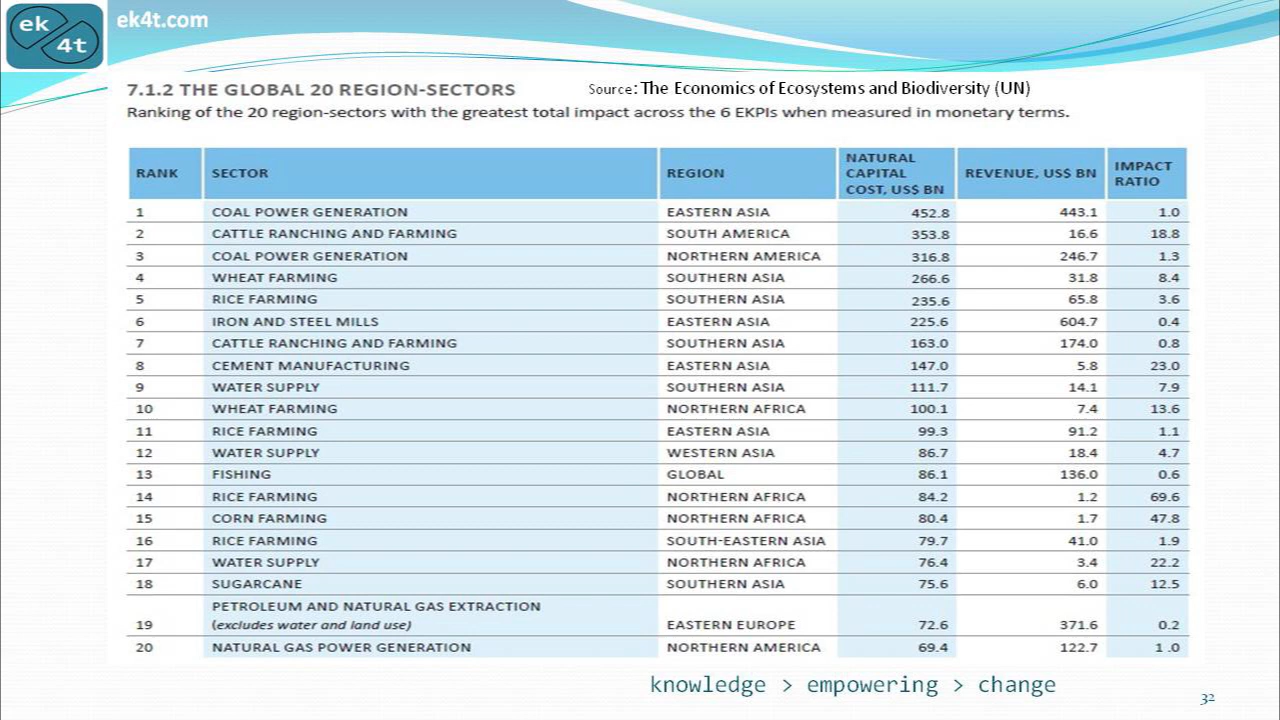 ek
4t
ek4t.com
7.1.2 THE GLOBAL 20 REGION-SECTORS Source: The Economics of Ecosystems and Biodiversity (UN)
Ranking of the 20 region-sectors with the greatest total impact across the 6 EKPIs when measured in monetary terms.
RANK SECTOR REGION NATURAL CAPITAL COST, US$ BN REVENUE, US$ BN IMPACT RATIO
1 COAL POWER GENERATION EASTERN ASIA 452.8 443.1 1.0
2 CATTLE RANCHING AND FARMING SOUTH AMERICA 353.8 16.6 18.8
3 COAL POWER GENERATION NORTHERN AMERICA 316.8 246.7 1.3
4 WHEAT FARMING SOUTHERN ASIA 266.6 31.8 8.4
5 RICE FARMING SOUTHERN ASIA 235.6 65.8 3.6
6 IRON AND STEEL MILLS EASTERN ASIA 225.6 604.7 0.4
7 CATTLE RANCHING AND FARMING SOUTHERN ASIA 163.0 174.0 0.8
8 CEMENT MANUFACTURING EASTERN ASIA 147.0 5.8 23.0
9 WATER SUPPLY SOUTHERN ASIA 111.7 14.1 7.9
10 WHEAT FARMING NORTHERN AFRICA 100.1 7.4 13.6
11 RICE FARMING EASTERN ASIA 99.3 91.2 1.1
12 WATER SUPPLY WESTERN ASIA 86.7 18.4 4.7
13 FISHING GLOBAL 86.1 136.0 0.6
14 RICE FARMING NORTHERN AFRICA 84.2 1.2 69.6
15 CORN FARMING NORTHERN AFRICA 80.4 1.7 47.8
16 RICE FARMING SOUTH-EASTERN ASIA 79.7 41.0 1.9
17 WATER SUPPLY NORTHERN AFRICA 76.4 3.4 22.2
18 SUGARCANE SOUTHERN ASIA 75.6 6.0 12.5
PETROLEUM AND NATURAL GAS EXTRACTION
19 (excludes water and land use) EASTERN EUROPE 72.6 371.6 0.2
20 NATURAL GAS POWER GENERATION NORTHERN AMERICA 69.4 122.7 1 .0
knowledge > empowering > change
32